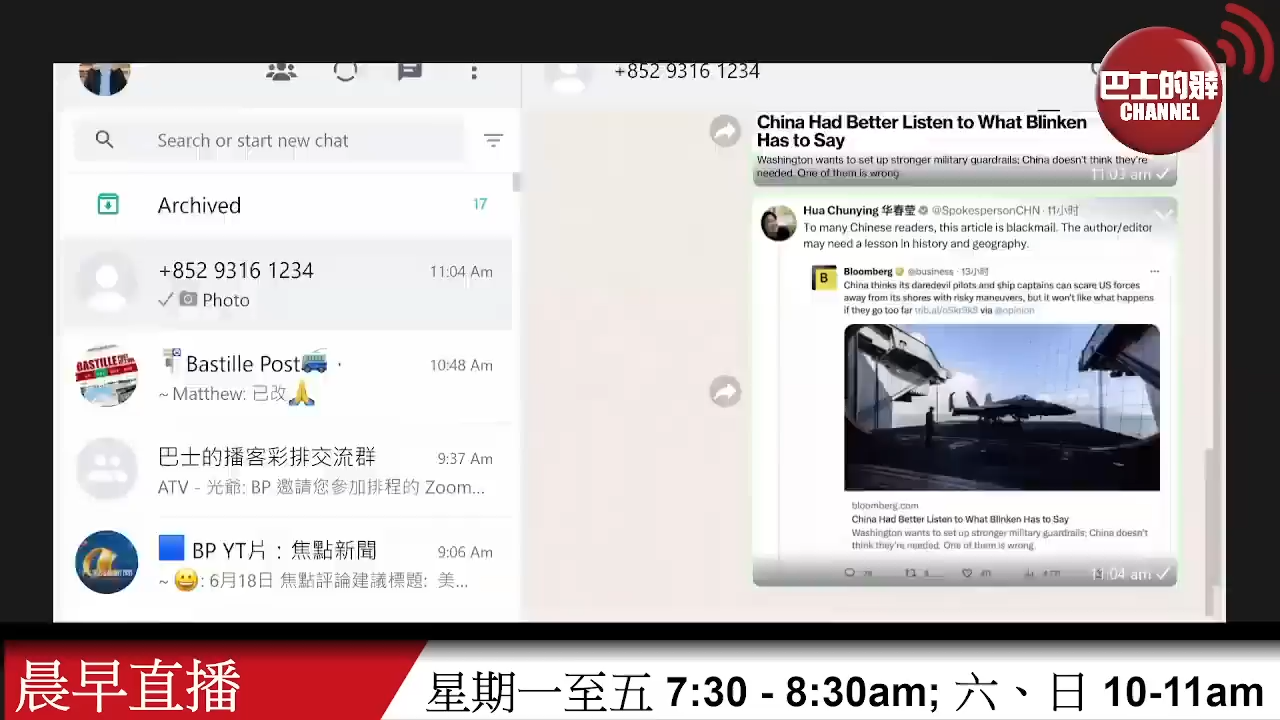 +852 9316 1234
巴士的報
CHANNEL
Search or start new chat
Archived
17
+852 9316 1234
11:04 Am
Photo
Bastille Post
10:48 Am
~ Matthew: 已改
巴士的播客彩排交流群
9:37 Am
ATV - 光爺: BP 邀請您參加排程的 Zoom...
BP YT片：焦點新聞
9:06 Am
~ : 6月18日 焦點評論建議標題: 美...
China Had Better Listen to What Blinken
Has to Say
Washington wants to set up stronger military guardrails; China doesn't think they're
needed. One of them is wrong
11:03 am
Hua Chunying 华春莹 @SpokespersonCHN · 11小时
To many Chinese readers, this article is blackmail. The author/editor
may need a lesson in history and geography.
Bloomberg @business · 13小时
China thinks its daredevil pilots and ship captains can scare US forces
away from its shores with risky maneuvers, but it won't like what happens
if they go too far trib.al/o5kr9k9 via @opinion
bloomberg.com
China Had Better Listen to What Blinken Has to Say
Washington wants to set up stronger military guardrails; China doesn't
think they're needed. One of them is wrong.
11:04 am
晨早直播
星期一至五 7:30 - 8:30am; 六、日 10-11am